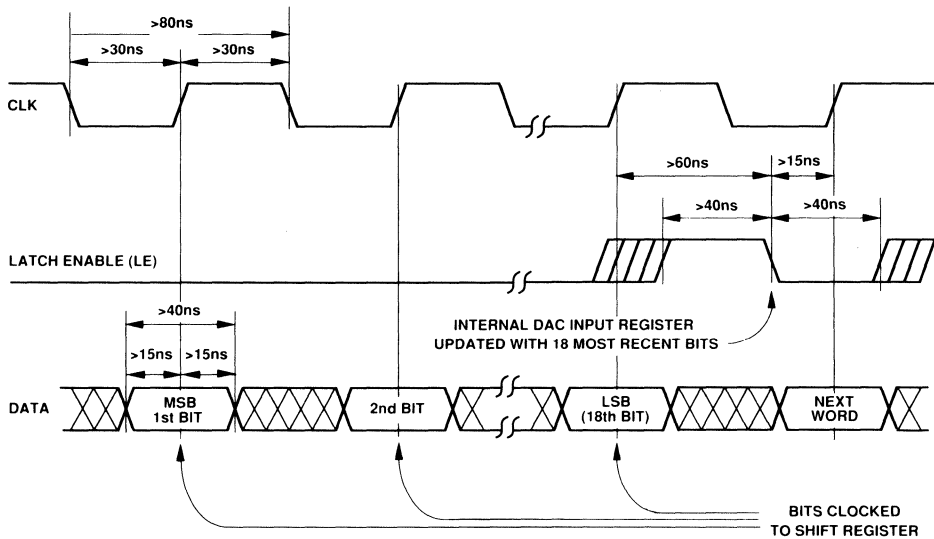 >80ns
>30ns >30ns
CLK
>60ns >15ns
>40ns >40ns
LATCH ENABLE (LE)
>40ns
INTERNAL DAC INPUT REGISTER
UPDATED WITH 18 MOST RECENT BITS
>15ns >15ns
DATA
MSB
1st BIT
2nd BIT
LSB
(18th BIT)
NEXT
WORD
BITS CLOCKED
TO SHIFT REGISTER